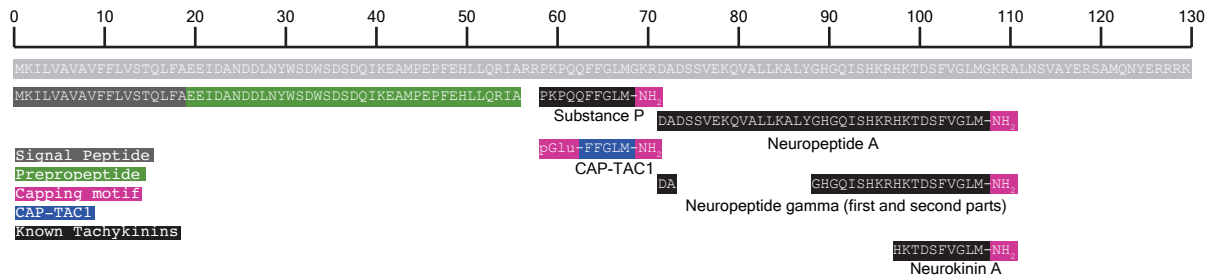 0 10 20 30 40 50 60 70 80 90 100 110 120 130
MKILVAVAVFFLVSTQLFAEEIDANDDLNYWSDWSDSDQIKEAMPEPFEHLLQRIARRPKPQQFFGLMGKRDADSSVEKQVALLKALYGHGQISHKRHKTDSFVGLMGKRALNSVAYERSAMQNYERRRK
MKILVAVAVFFLVSTQLFAEEIDANDDLNYWSDWSDSDQIKEAMPEPFEHLLQRIA PKPQQFFGLM-NH2
Substance P
DADSSVEKQVALLKALYGHGQISHKRHKTDSFVGLM-NH2
Neuropeptide A
pGlu-FFGLM-NH2
CAP-TAC1
DA GHGQISHKRHKTDSFVGLM-NH2
Neuropeptide gamma (first and second parts)
HKTDSFVGLM-NH2
Neurokinin A
Signal Peptide
Prepropeptide
Capping motif
CAP-TAC1
Known Tachykinins